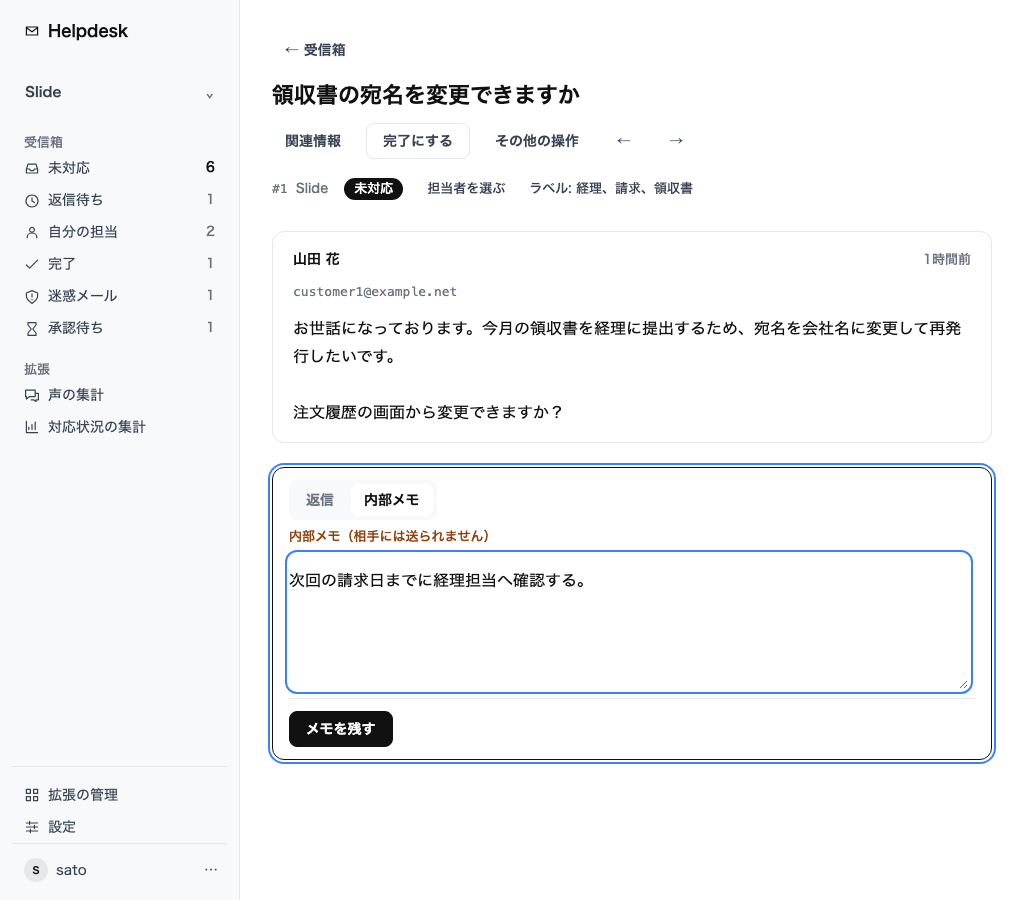 Helpdesk
Slide
受信箱
未対応 6
返信待ち 1
自分の担当 2
完了 1
迷惑メール 1
承認待ち 1
拡張
声の集計
対応状況の集計
拡張の管理
設定
S sato ...
← 受信箱
領収書の宛名を変更できますか
関連情報 完了にする その他の操作 ← →
#1 Slide 未対応 担当者を選ぶ ラベル: 経理、請求、領収書
山田 花 1時間前
customer1@example.net
お世話になっております。今月の領収書を経理に提出するため、宛名を会社名に変更して再発
行したいです。
注文履歴の画面から変更できますか？
返信 内部メモ
内部メモ（相手には送られません）
次回の請求日までに経理担当へ確認する。
メモを残す